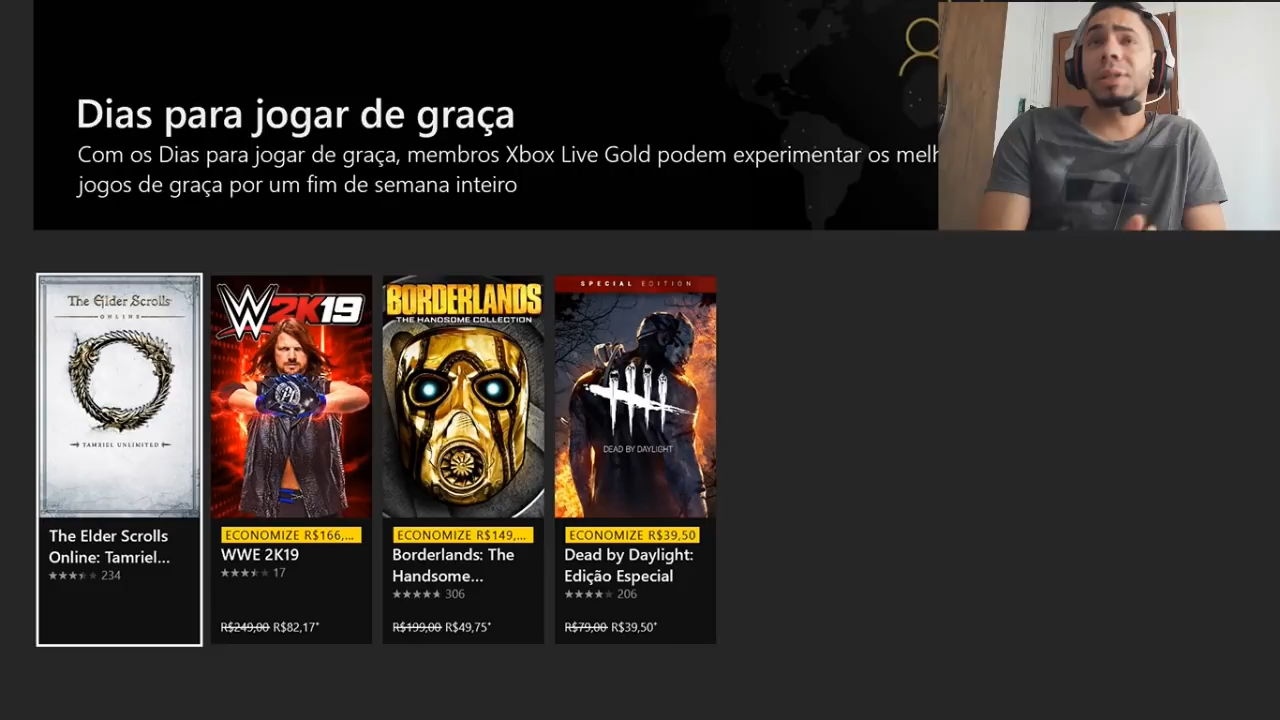 Dias para jogar de graça
Com os Dias para jogar de graça, membros Xbox Live Gold podem experimentar os melh
jogos de graça por um fim de semana inteiro
The Elder Scrolls
ONLINE
TAMRIEL UNLIMITED
The Elder Scrolls
Online: Tamriel...
234
W 2K19
ECONOMIZE R$166,...
WWE 2K19
17
R$249,00 R$82,17*
BORDERLANDS
THE HANDSOME COLLECTION
ECONOMIZE R$149,...
Borderlands: The
Handsome...
306
R$199,00 R$49,75*
SPECIAL EDITION
DEAD BY DAYLIGHT
ECONOMIZE R$39,50
Dead by Daylight:
Edição Especial
206
R$79,00 R$39,50*